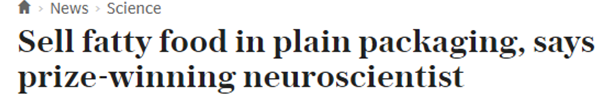 News > Science
Sell fatty food in plain packaging, says
prize-winning neuroscientist